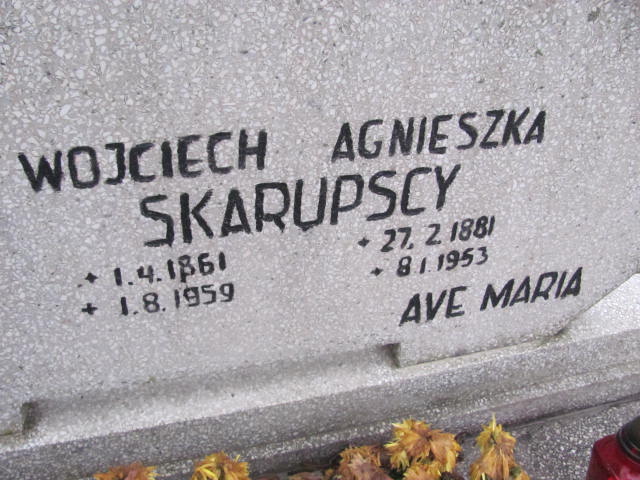 WOJCIECH AGNIESZKA
SKARUPSCY
+ 1.4.1861 + 27.2.1881
+ 1.8.1959 + 8.1.1953
AVE MARIA